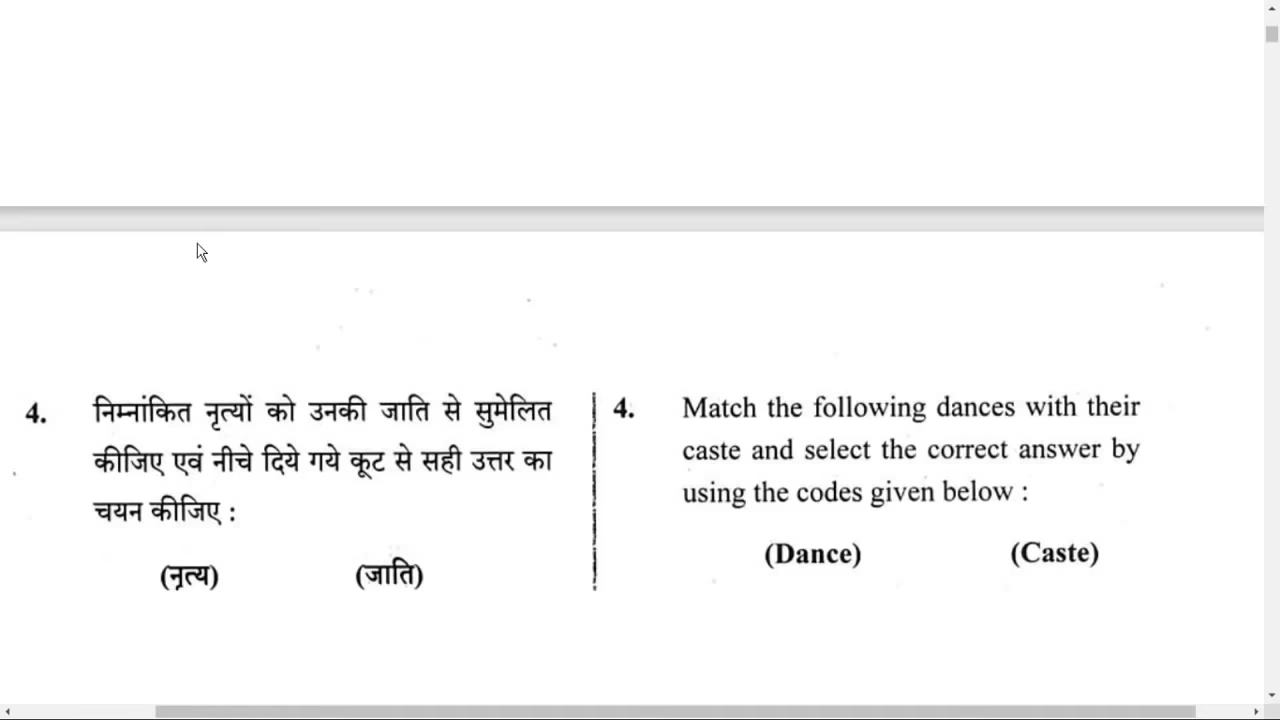 4. निम्नांकित नृत्यों को उनकी जाति से सुमेलित
कीजिए एवं नीचे दिये गये कूट से सही उत्तर का
चयन कीजिए :
(नृत्य) (जाति)
4. Match the following dances with their
caste and select the correct answer by
using the codes given below :
(Dance) (Caste)